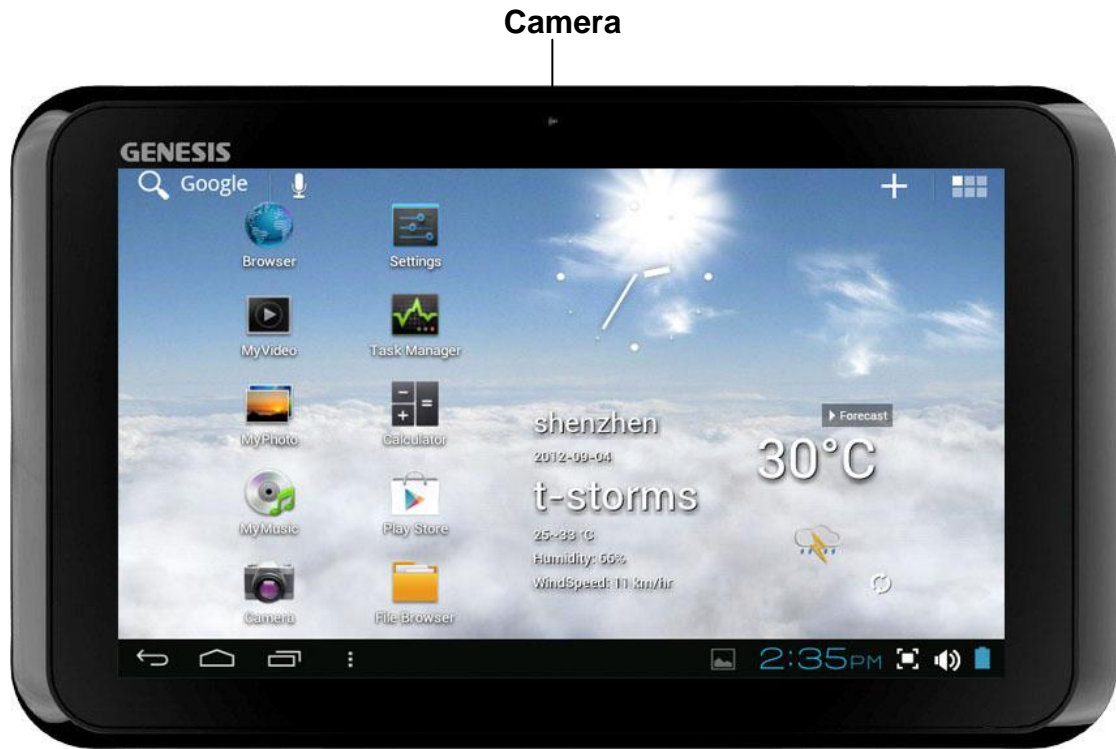 Camera
GENESIS
Google
Browser
Settings
MyVideo
Task Manager
MyPhoto
Calculator
MyMusic
Play Store
Camera
File Browser
shenzhen
2012-09-04
t-storms
25~33 °C
Humidity: 66%
WindSpeed: 11 km/hr
Forecast
30°C
2:35PM